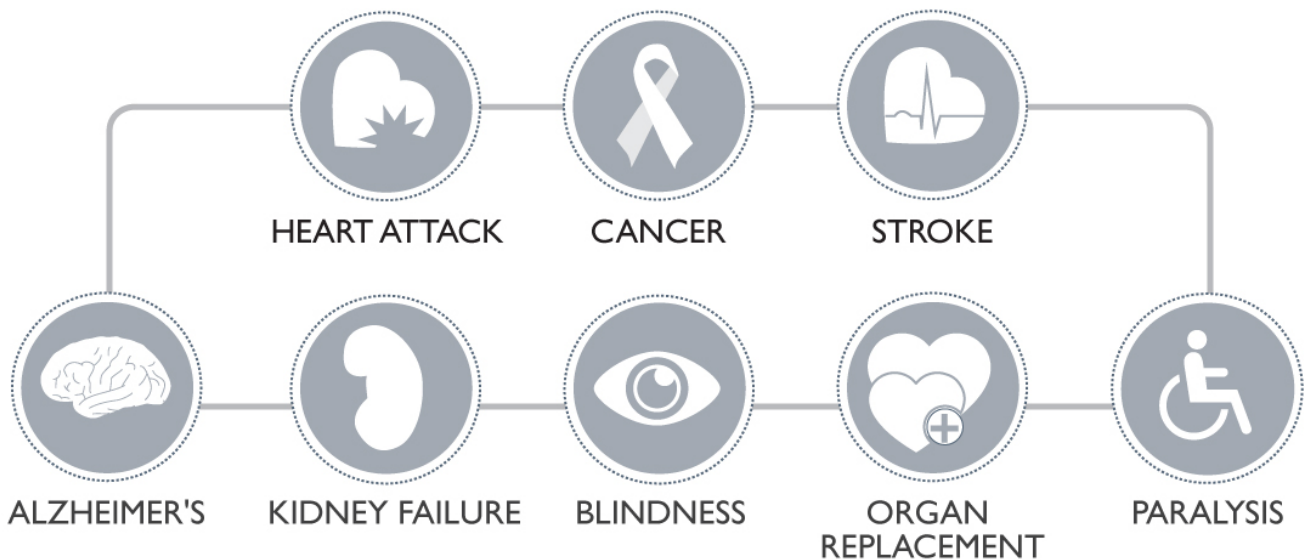 HEART ATTACK
CANCER
STROKE
ALZHEIMER'S
KIDNEY FAILURE
BLINDNESS
ORGAN
REPLACEMENT
PARALYSIS